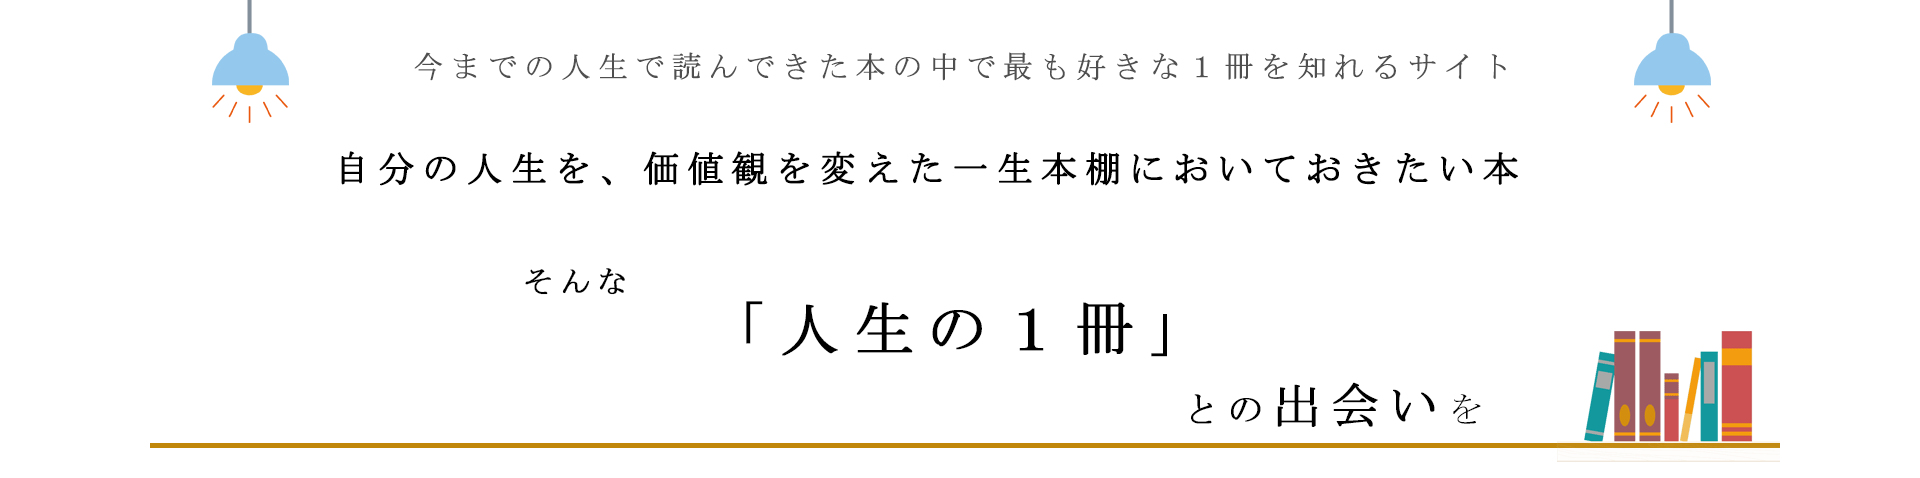 今までの人生で読んできた本の中で最も好きな１冊を知れるサイト
自分の人生を、価値観を変えた一生本棚においておきたい本
そんな
「人生の１冊」
との出会いを